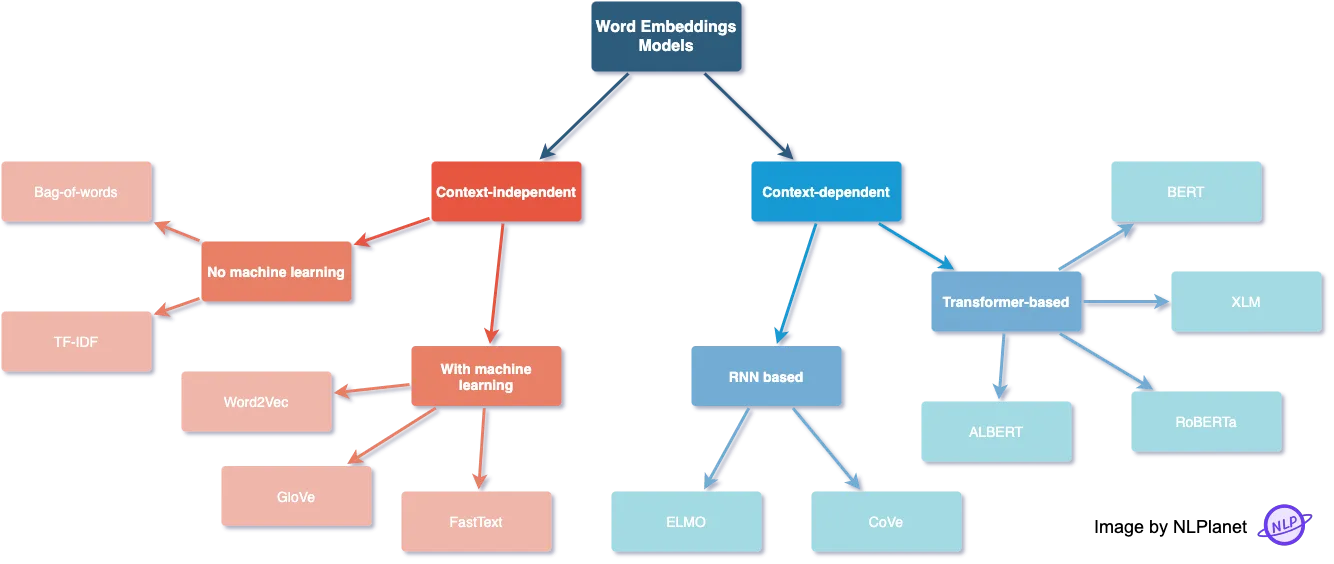 Word Embeddings
Models
Context-independent
Context-dependent
Bag-of-words
No machine learning
TF-IDF
With machine
learning
Word2Vec
GloVe
FastText
RNN based
ELMO
CoVe
Transformer-based
BERT
XLM
RoBERTa
ALBERT
Image by NLPlanet
NLP